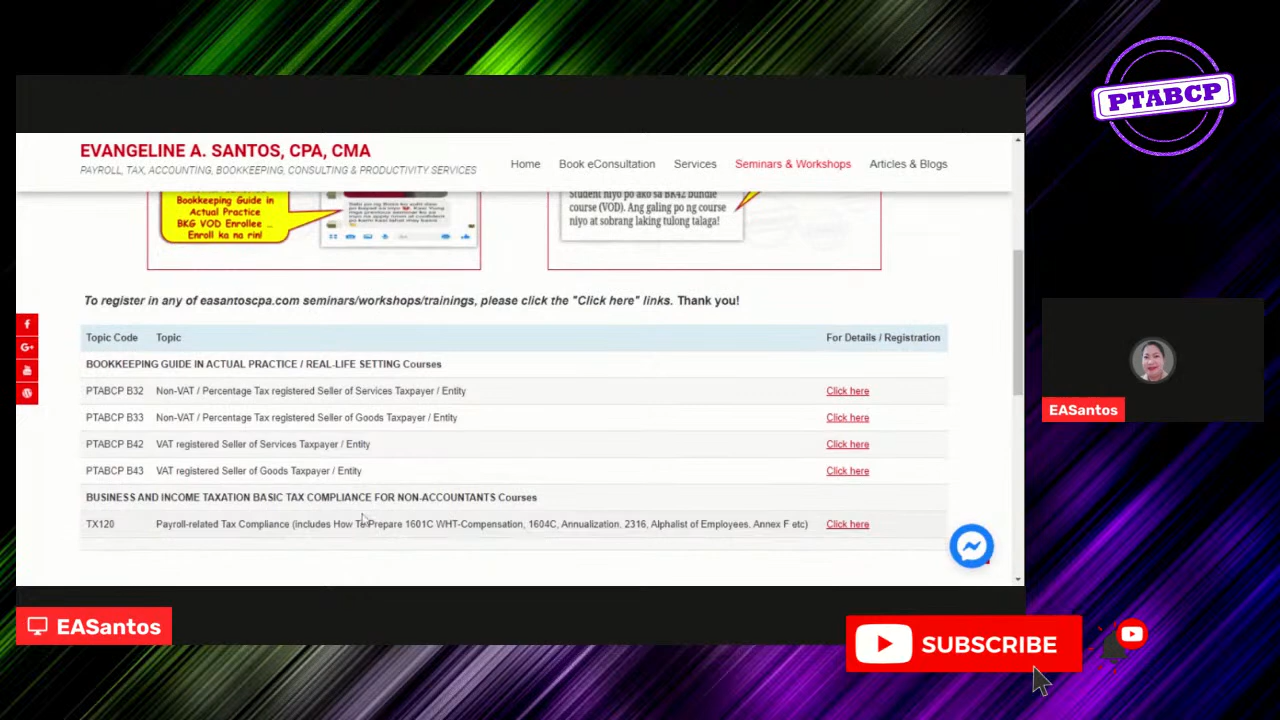 PTABCP
EVANGELINE A. SANTOS, CPA, CMA
PAYROLL, TAX, ACCOUNTING, BOOKKEEPING, CONSULTING & PRODUCTIVITY SERVICES
Home Book eConsultation Services Seminars & Workshops Articles & Blogs
Bookkeeping Guide in
Actual Practice
BKG VOD Enrollee ...
Enroll ka na rin!
Student niyo po ako sa BK42 bundle
course (VOD). Ang galing po ng course
niyo at sobrang laking tulong talaga!
To register in any of easantoscpa.com seminars/workshops/trainings, please click the "Click here" links. Thank you!
Topic Code Topic For Details / Registration
BOOKKEEPING GUIDE IN ACTUAL PRACTICE / REAL-LIFE SETTING Courses
PTABCP B32 Non-VAT / Percentage Tax registered Seller of Services Taxpayer / Entity Click here
PTABCP B33 Non-VAT / Percentage Tax registered Seller of Goods Taxpayer / Entity Click here
PTABCP B42 VAT registered Seller of Services Taxpayer / Entity Click here
PTABCP B43 VAT registered Seller of Goods Taxpayer / Entity Click here
BUSINESS AND INCOME TAXATION BASIC TAX COMPLIANCE FOR NON-ACCOUNTANTS Courses
TX120 Payroll-related Tax Compliance (includes How To Prepare 1601C WHT-Compensation, 1604C, Annualization, 2316, Alphalist of Employees, Annex F etc) Click here
EASantos
EASantos
SUBSCRIBE